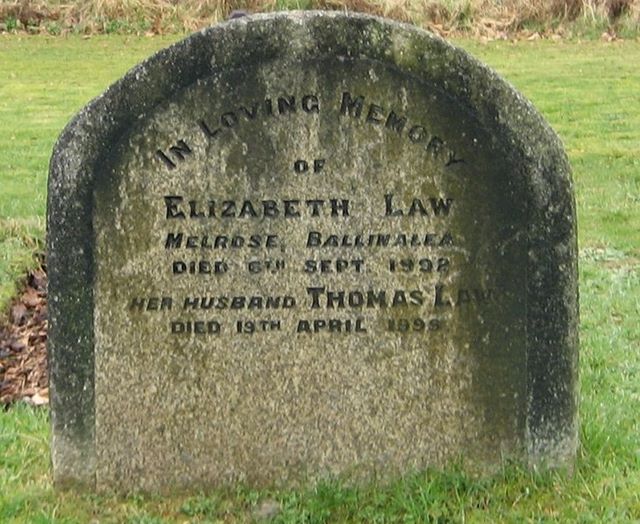 In Loving Memory
OF
Elizabeth Law
Melrose, Ballinalea
DIED 6TH SEPT. 1992
HER HUSBAND Thomas Law
DIED 19TH APRIL 1995